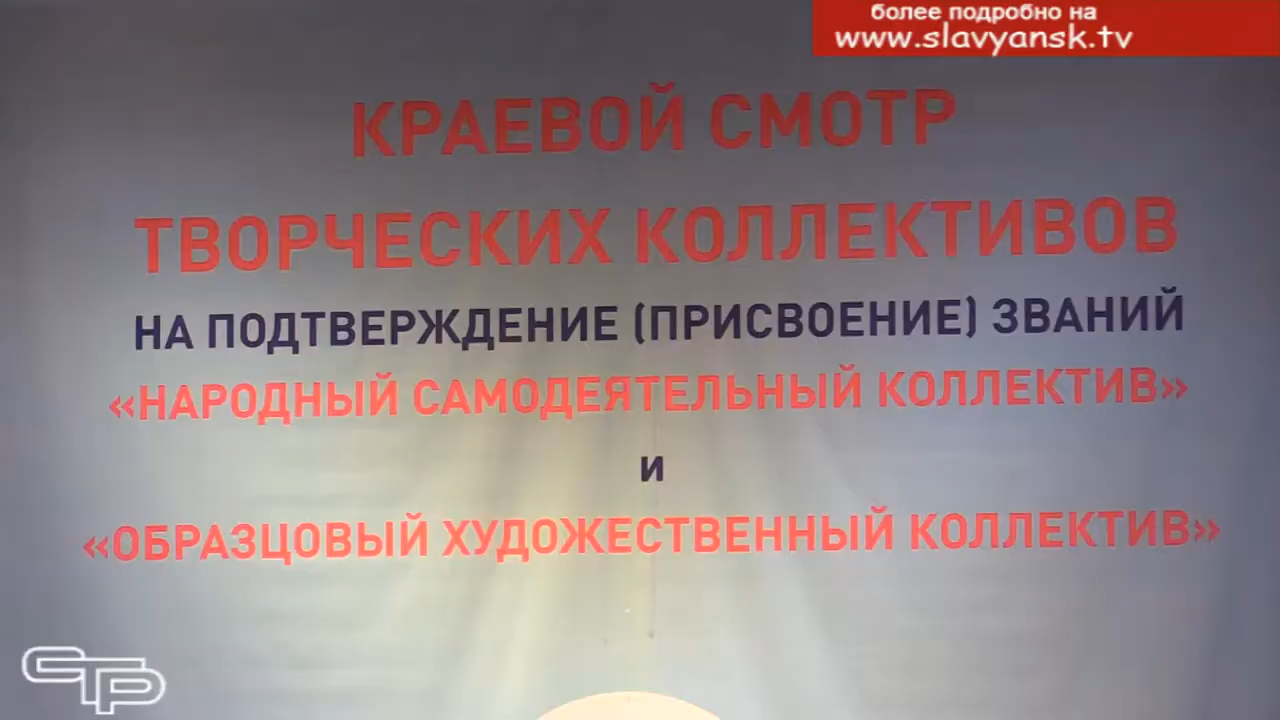 более подробно на
www.slavyansk.tv
КРАЕВОЙ СМОТР
ТВОРЧЕСКИХ КОЛЛЕКТИВОВ
НА ПОДТВЕРЖДЕНИЕ (ПРИСВОЕНИЕ) ЗВАНИЙ
«НАРОДНЫЙ САМОДЕЯТЕЛЬНЫЙ КОЛЛЕКТИВ»
И
«ОБРАЗЦОВЫЙ ХУДОЖЕСТВЕННЫЙ КОЛЛЕКТИВ»
СТР